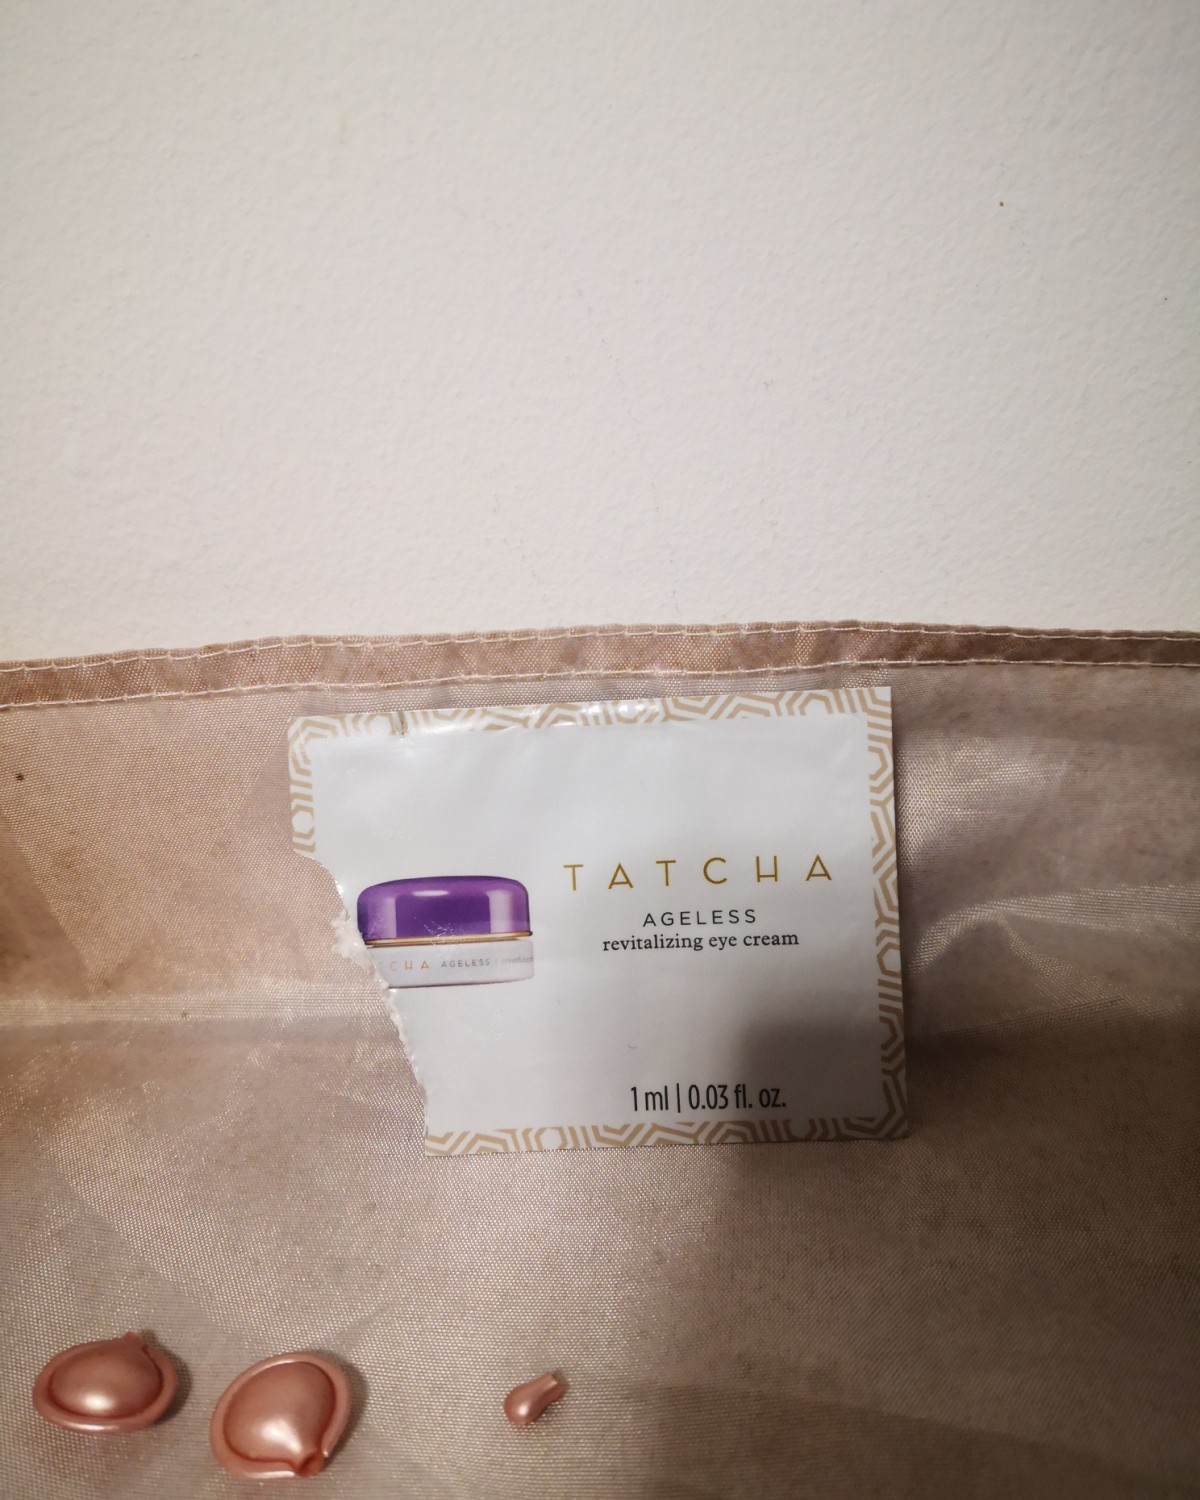 TATCHA
AGELESS
revitalizing eye cream
CHA AGELESS
1 ml | 0.03 fl. oz.